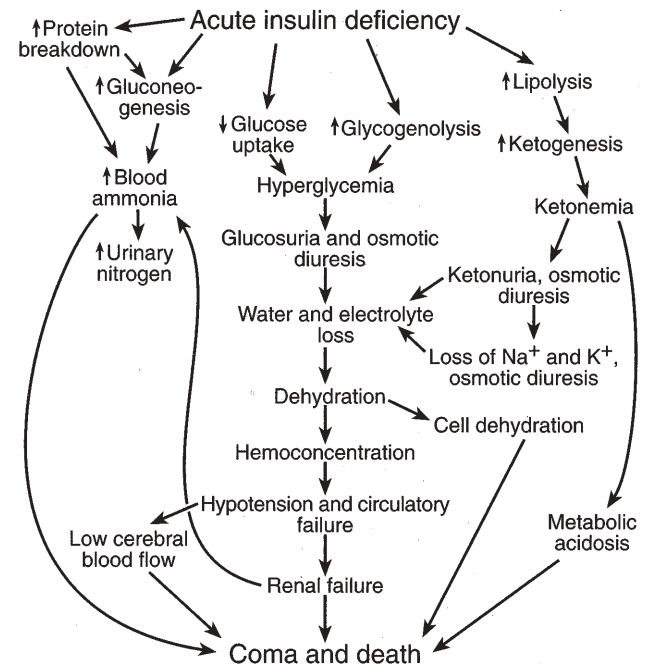 Acute insulin deficiency
↑Protein
breakdown
↑Gluconeo-
genesis
↑Blood
ammonia
↑Urinary
nitrogen
↓Glucose
uptake
↑Glycogenolysis
Hyperglycemia
Glucosuria and osmotic
diuresis
Water and electrolyte
loss
Dehydration
Hemoconcentration
Hypotension and circulatory
failure
Low cerebral
blood flow
Renal failure
↑Lipolysis
↑Ketogenesis
Ketonemia
Ketonuria, osmotic
diuresis
Loss of Na⁺ and K⁺,
osmotic diuresis
Cell dehydration
Metabolic
acidosis
Coma and death